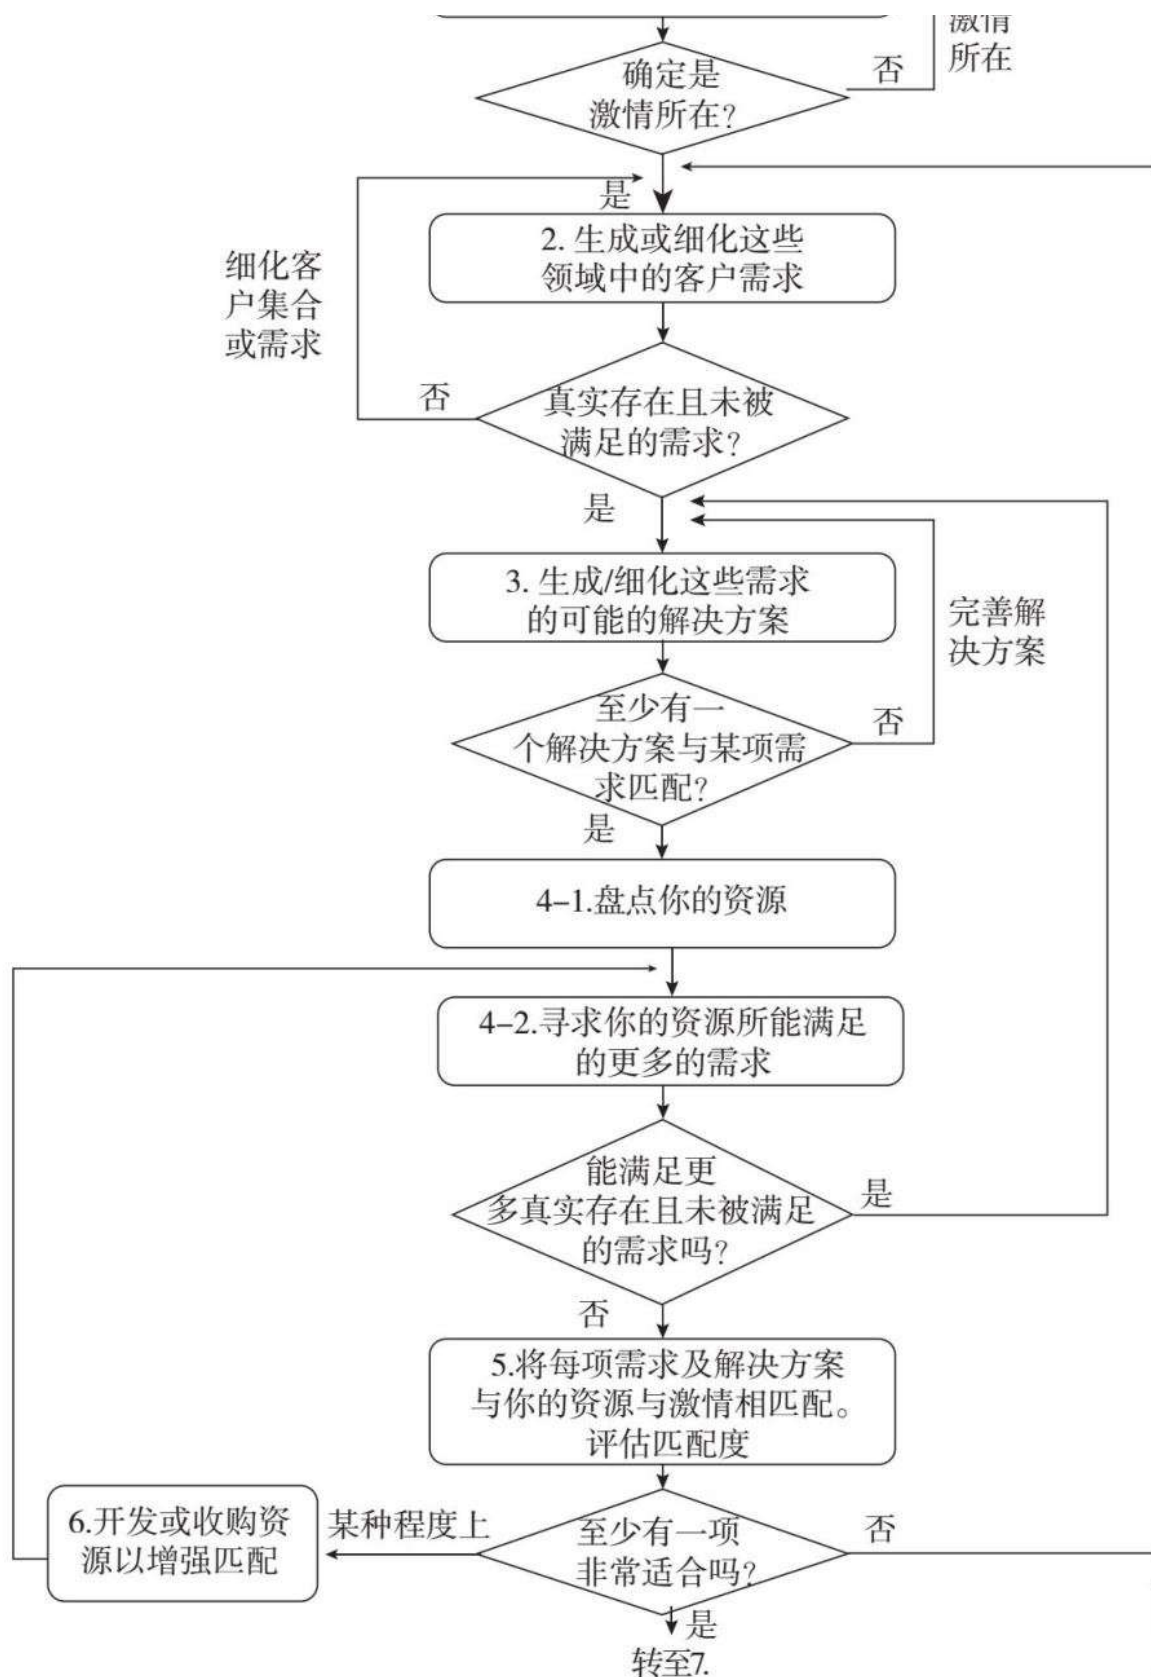 激情
所在
否
确定是
激情所在?
是
2. 生成或细化这些
领域中的客户需求
细化客
户集合
或需求
否
真实存在且未被
满足的需求?
是
3. 生成/细化这些需求
的可能的解决方案
完善解
决方案
至少有一
个解决方案与某项需
求匹配?
否
是
4-1.盘点你的资源
4-2.寻求你的资源所能满足
的更多的需求
能满足更
多真实存在且未被满足
的需求吗?
是
否
5.将每项需求及解决方案
与你的资源与激情相匹配。
评估匹配度
6.开发或收购资
源以增强匹配
某种程度上
至少有一项
非常适合吗?
否
是
转至7.